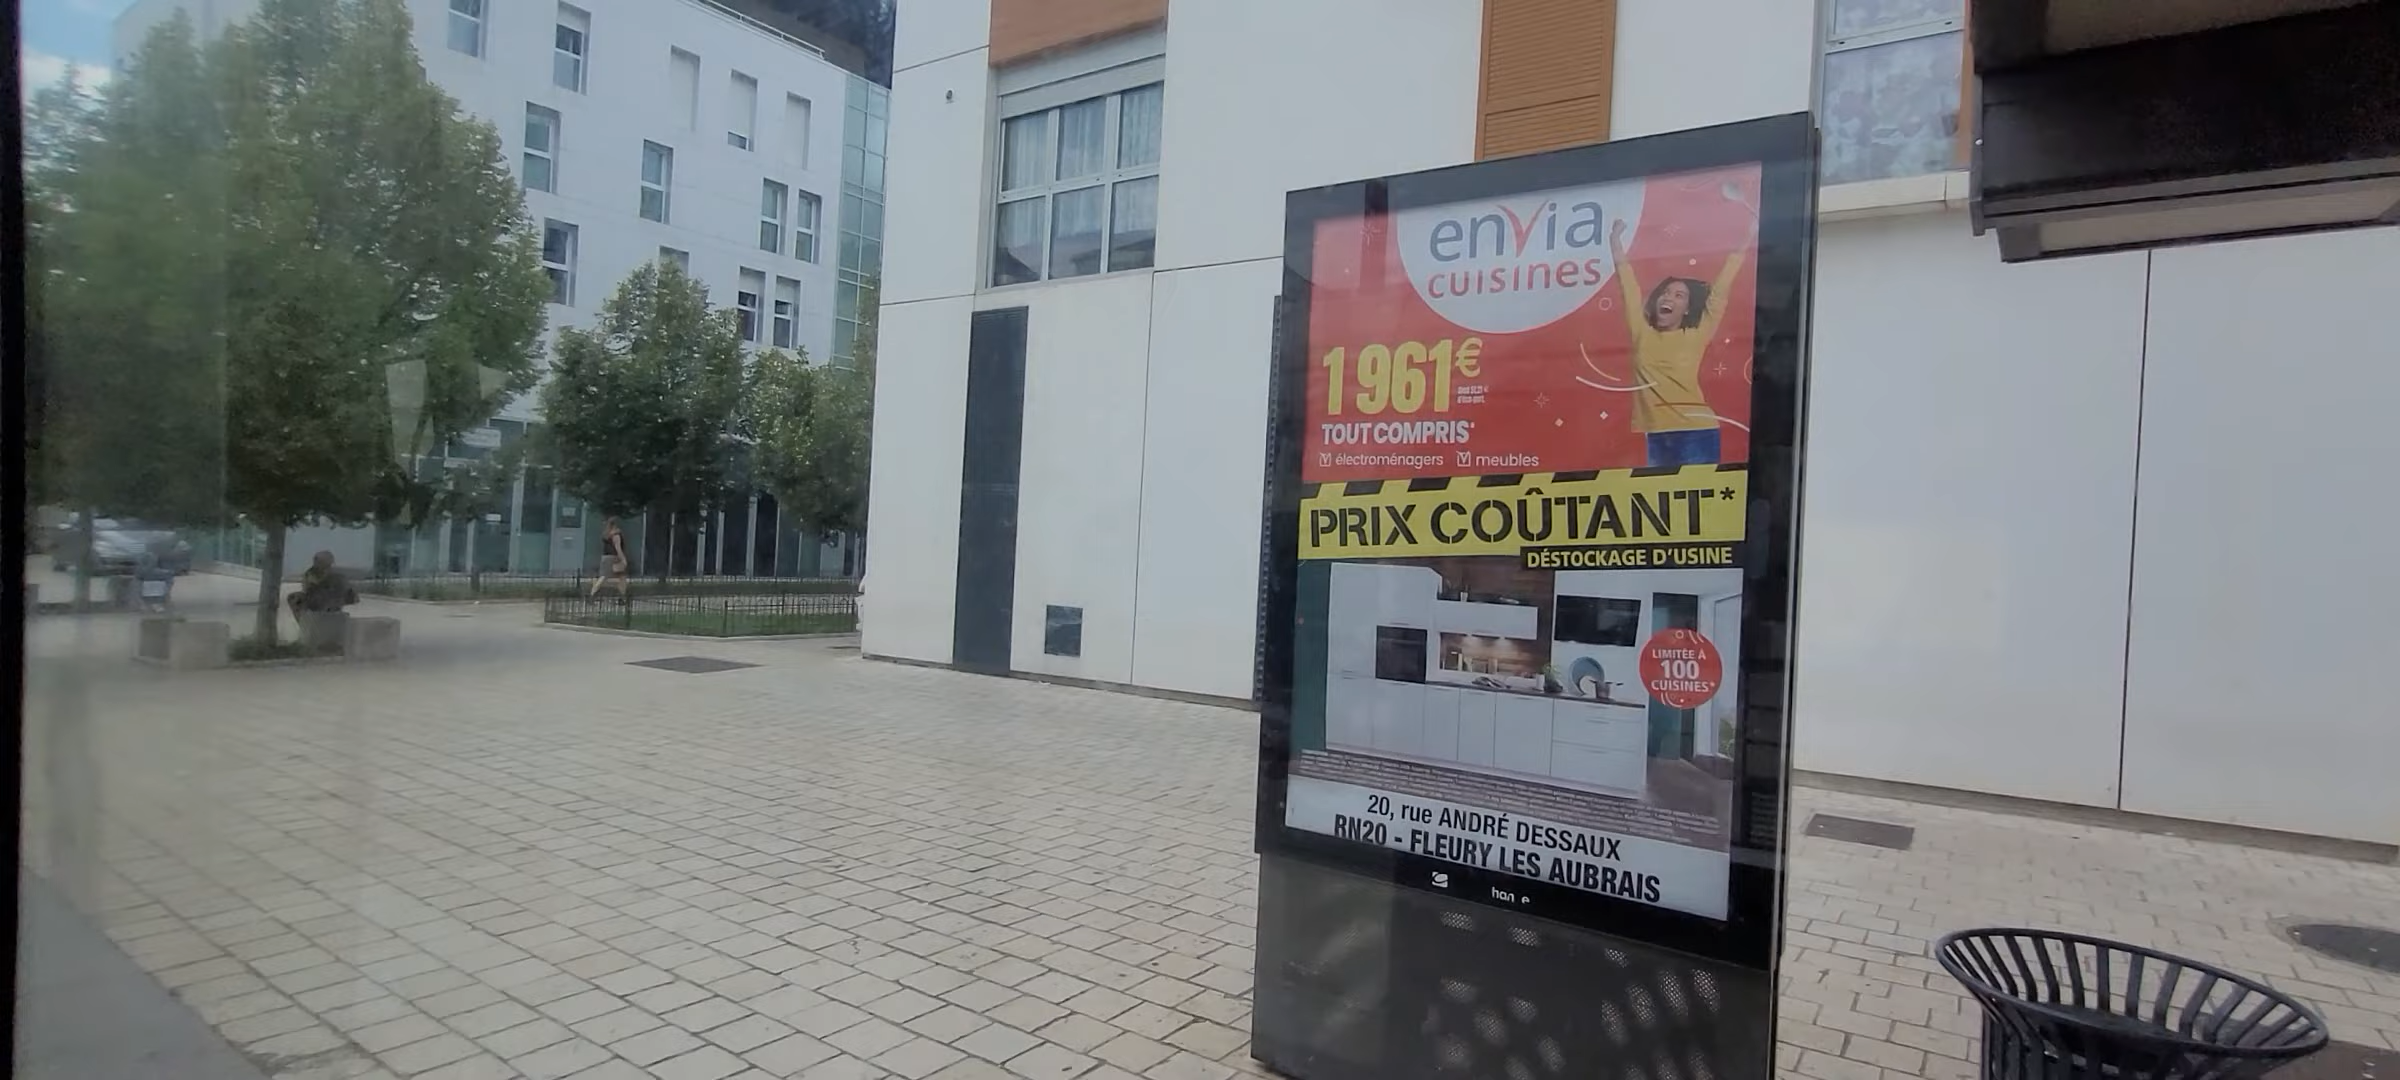 envia
cuisines
1 961€
TOUT COMPRIS*
électroménagers meubles
PRIX COÛTANT*
DÉSTOCKAGE D'USINE
LIMITÉE À
100
CUISINES*
20, rue ANDRÉ DESSAUX
RN20 - FLEURY LES AUBRAIS